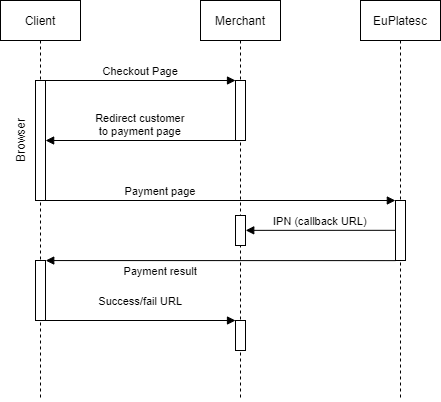 Client
Merchant
EuPlatesc
Checkout Page
Browser
Redirect customer
to payment page
Payment page
IPN (callback URL)
Payment result
Success/fail URL